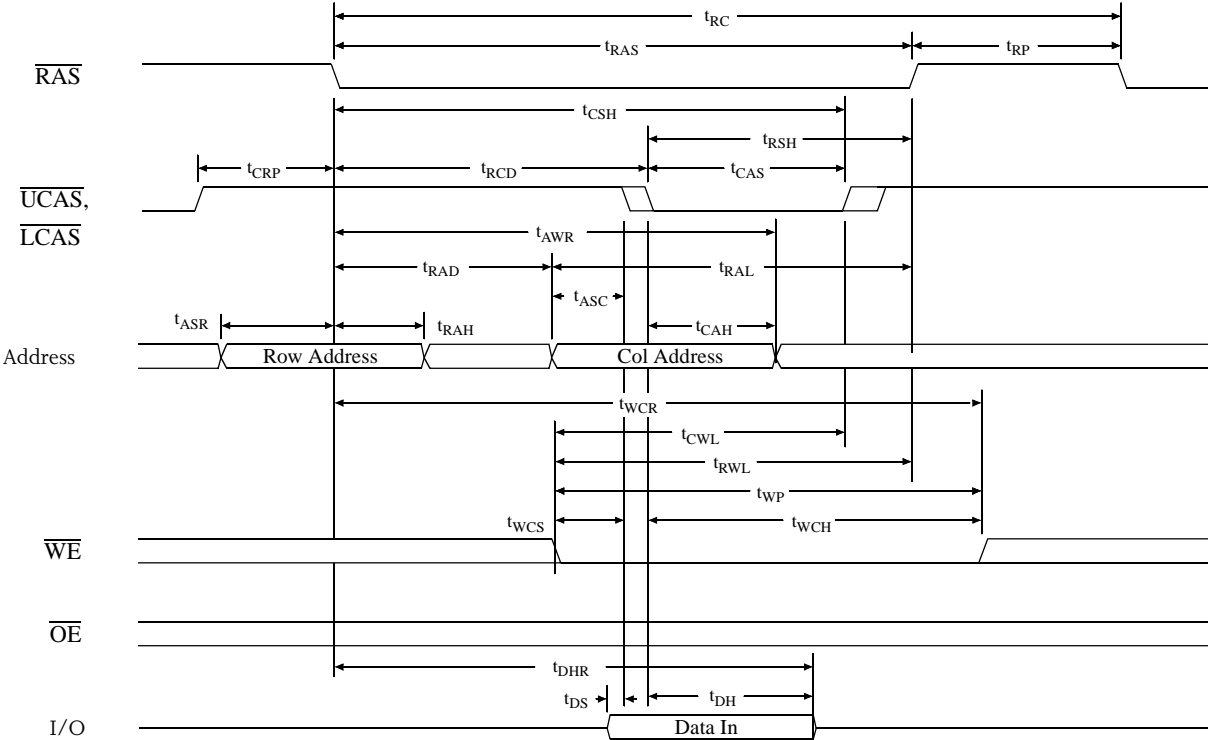 tRC
tRAS tRP
RAS
tCSH
tRSH
tCRP tRCD tCAS
UCAS,
LCAS
tAWR
tRAD tRAL
tASC
tASR tRAH tCAH
Address Row Address Col Address
tWCR
tCWL
tRWL
tWP
tWCS tWCH
WE
OE
tDHR
tDS tDH
I/O Data In